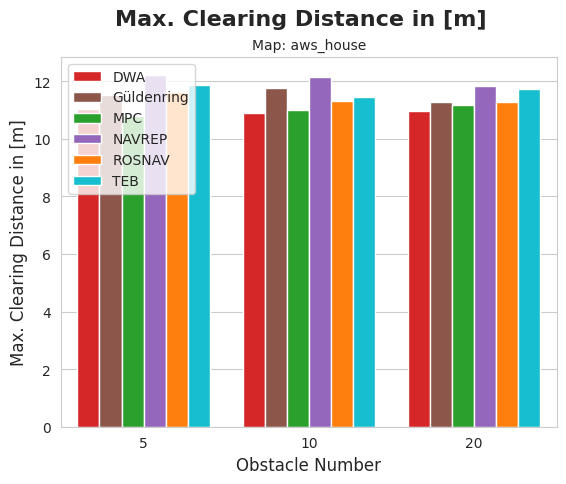 Max. Clearing Distance in [m]
Map: aws_house
Max. Clearing Distance in [m]
12
10
8
6
4
2
0
DWA
Güldenring
MPC
NAVREP
ROSNAV
TEB
5
10
20
Obstacle Number